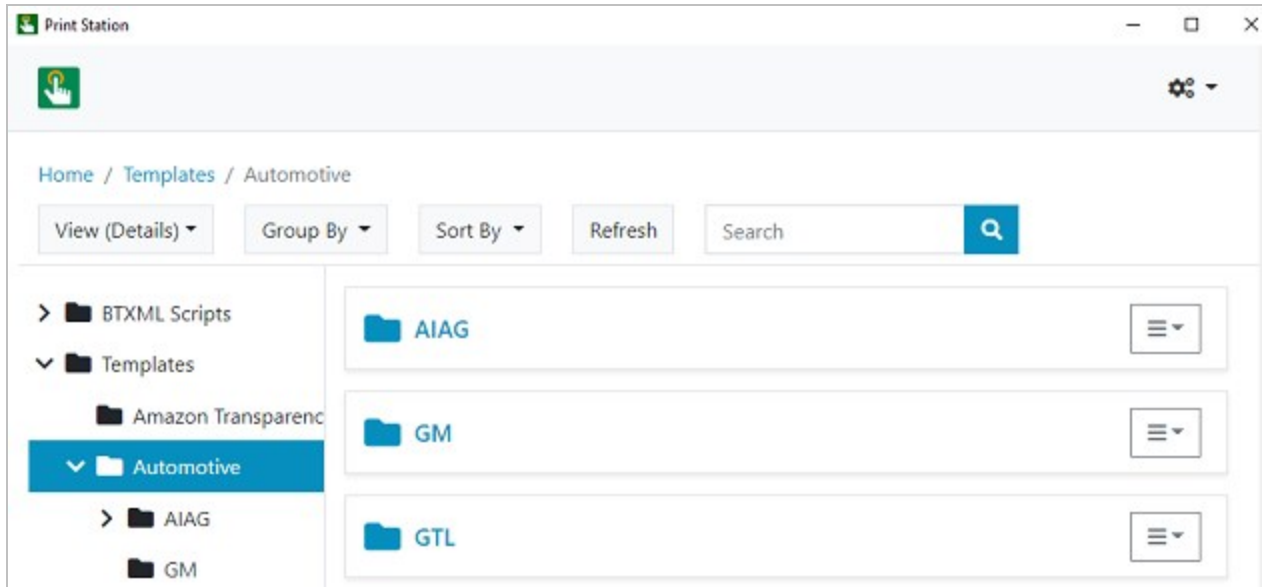 Print Station
Home / Templates / Automotive
View (Details) Group By Sort By Refresh Search
BTXML Scripts
Templates
Amazon Transparenc
Automotive
AIAG
GM
AIAG
GM
GTL